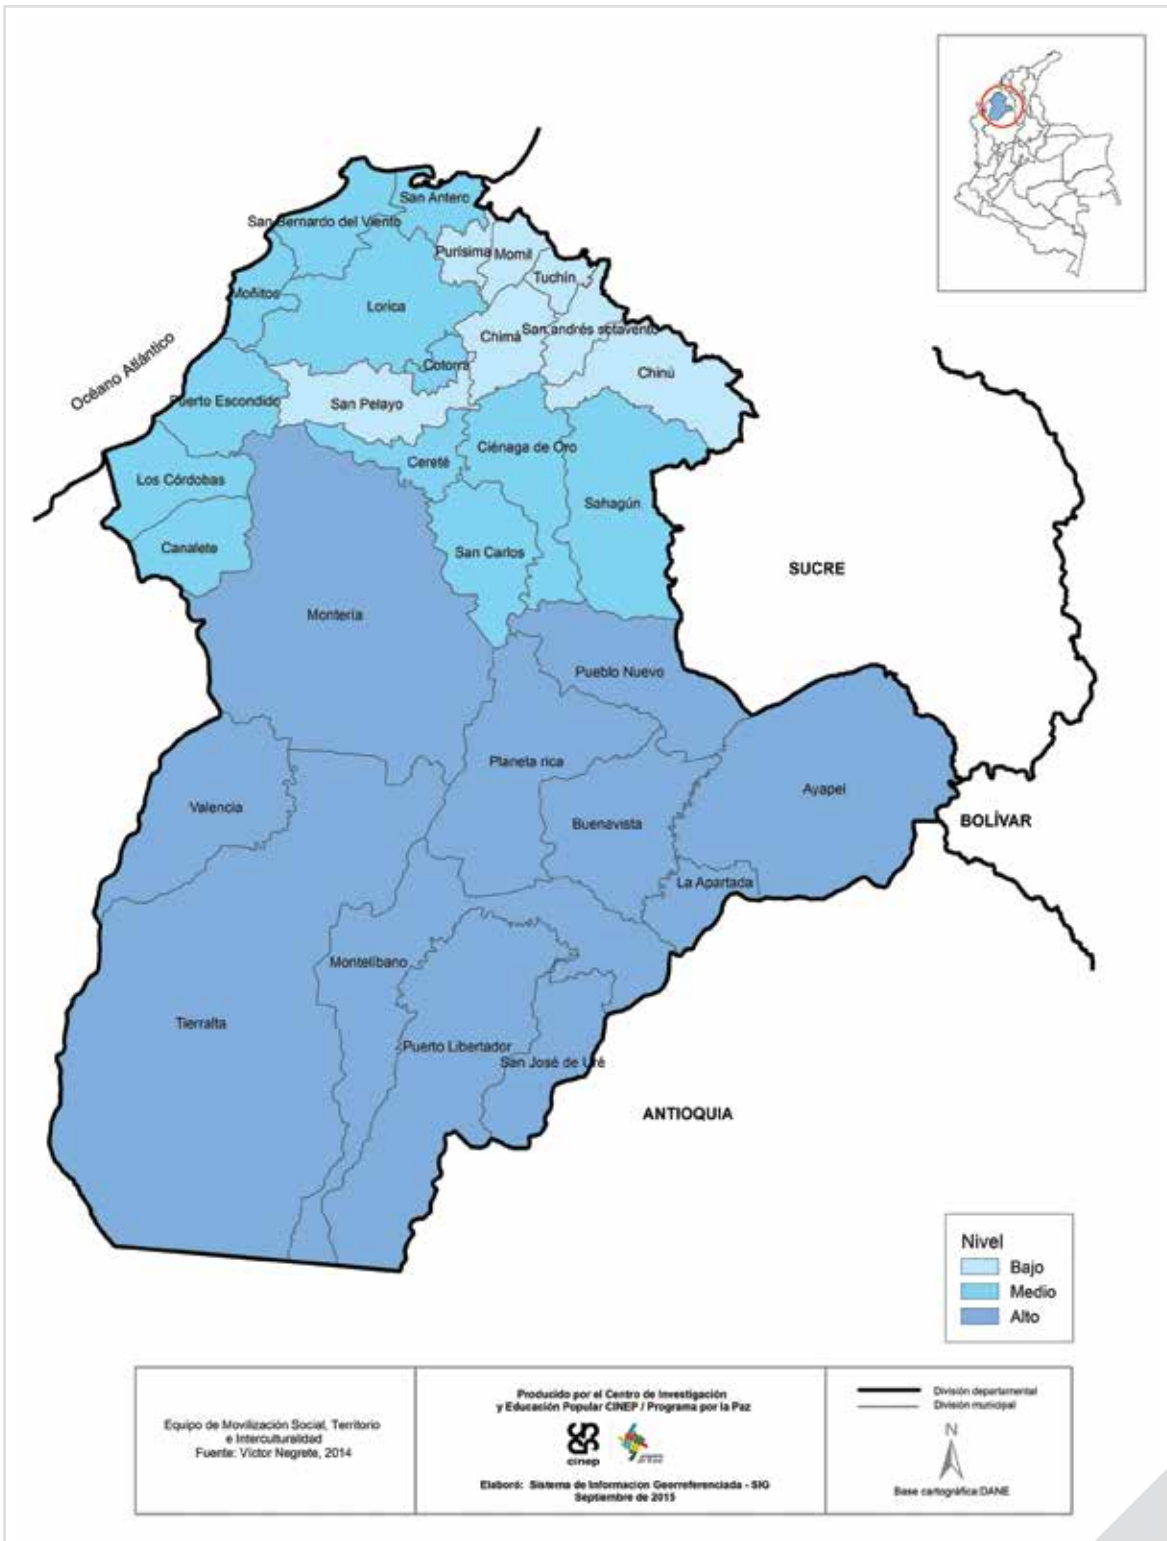 San Antero
San Bernardo del Viento
Purísima
Momil
Tuchín
Moñitos
Lorica
Chimá
San andrés sotavento
Océano Atlántico
Cotorra
Chinú
Puerto Escondido
San Pelayo
Ciénaga de Oro
Cereté
Los Córdobas
Sahagún
Canalete
San Carlos
SUCRE
Montería
Pueblo Nuevo
Planeta rica
Ayapel
Valencia
Buenavista
BOLÍVAR
La Apartada
Montelíbano
Tierralta
Puerto Libertador
San José de Uré
ANTIOQUIA
Nivel
Bajo
Medio
Alto
Equipo de Movilización Social, Territorio
e Interculturalidad
Fuente: Víctor Negrete, 2014
Producido por el Centro de Investigación
y Educación Popular CINEP / Programa por la Paz
cinep
Elaboró: Sistema de Información Georreferenciada - SIG
Septiembre de 2015
División departamental
División municipal
N
Base cartográfica:DANE